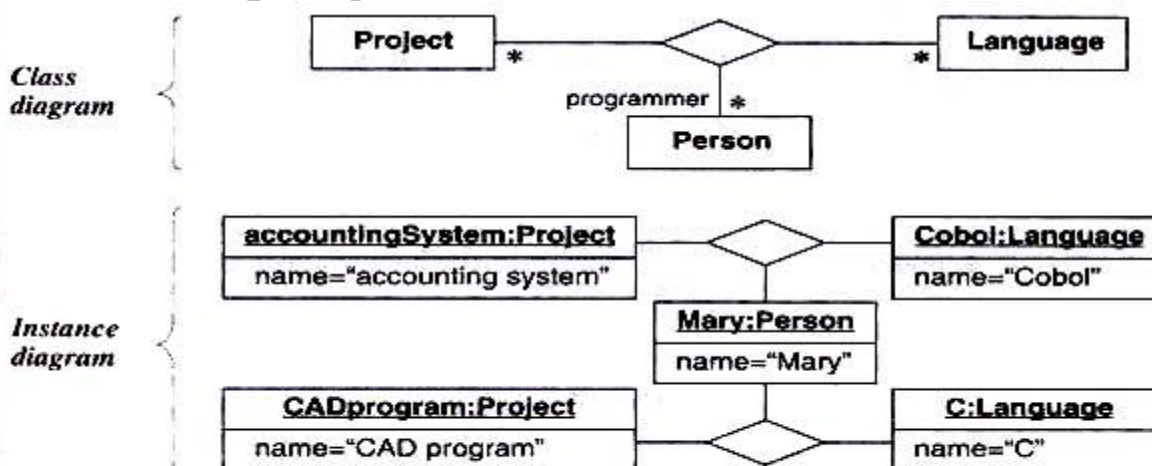 Project
*
*
Language
Class
diagram
programmer
*
Person
accountingSystem:Project
name="accounting system"
Cobol:Language
name="Cobol"
Instance
diagram
Mary:Person
name="Mary"
CADprogram:Project
name="CAD program"
C:Language
name="C"